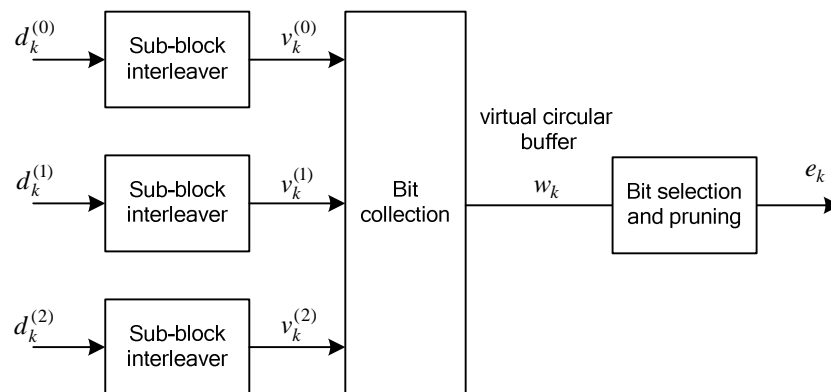 d_k^{(0)}
Sub-block
interleaver
v_k^{(0)}
d_k^{(1)}
Sub-block
interleaver
v_k^{(1)}
d_k^{(2)}
Sub-block
interleaver
v_k^{(2)}
Bit
collection
virtual circular
buffer
w_k
Bit selection
and pruning
e_k